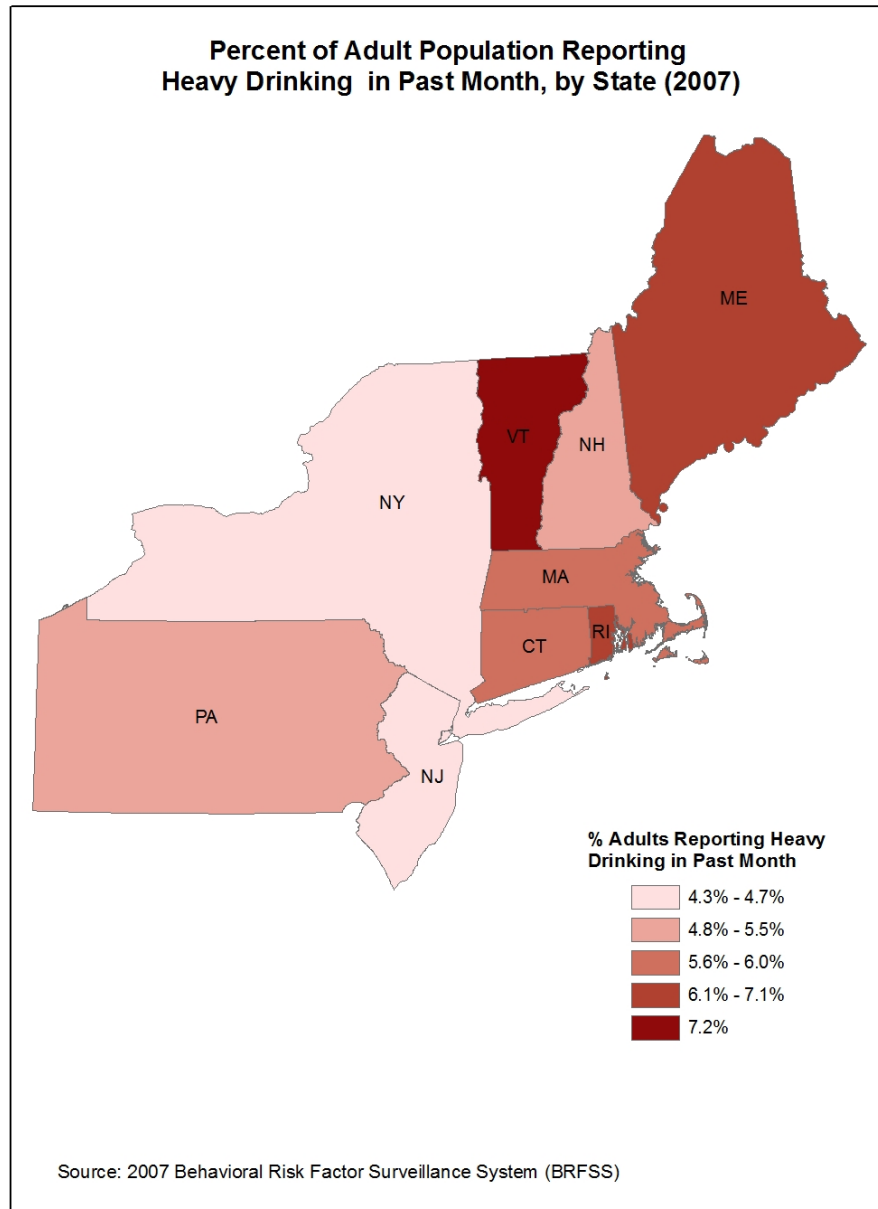 Percent of Adult Population Reporting
Heavy Drinking in Past Month, by State (2007)
ME
VT
NH
NY
MA
CT
RI
PA
NJ
% Adults Reporting Heavy
Drinking in Past Month
4.3% - 4.7%
4.8% - 5.5%
5.6% - 6.0%
6.1% - 7.1%
7.2%
Source: 2007 Behavioral Risk Factor Surveillance System (BRFSS)